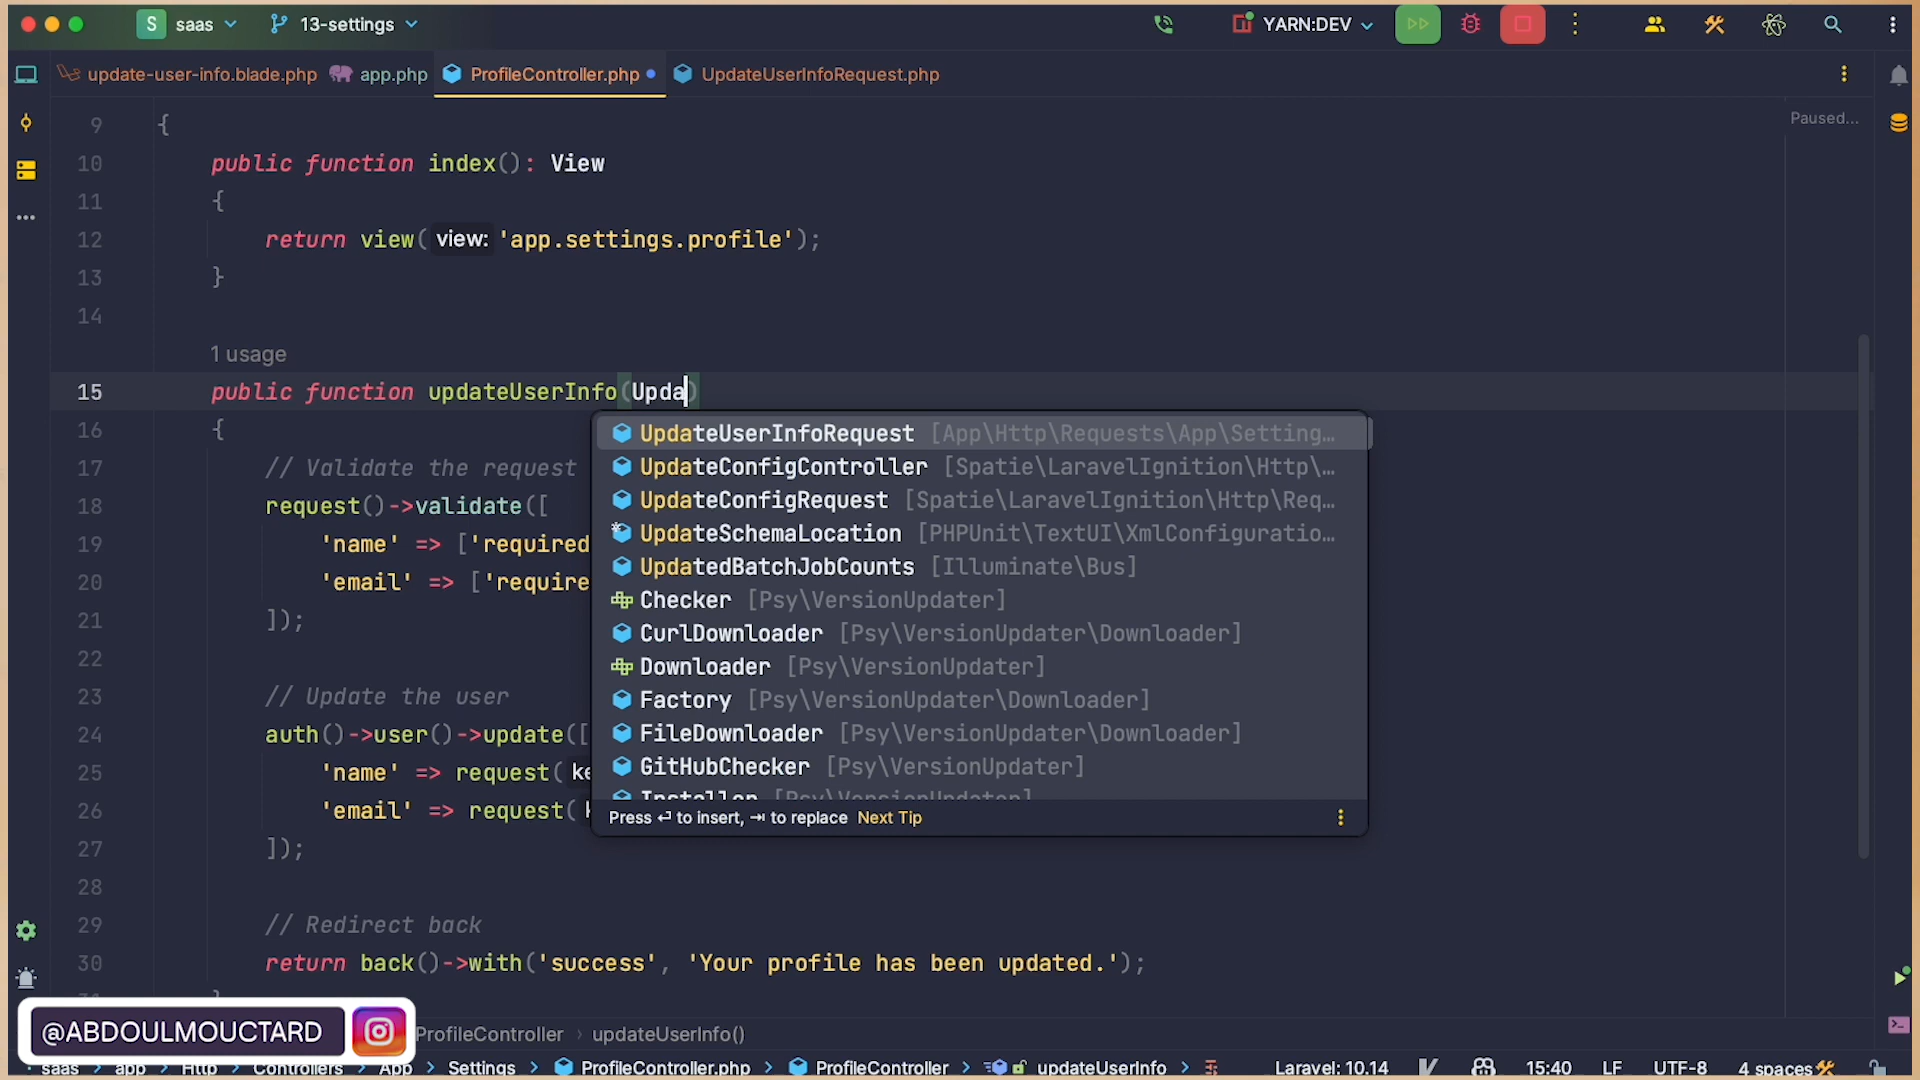 S saas 13-settings YARN:DEV
update-user-info.blade.php app.php ProfileController.php UpdateUserInfoRequest.php
Paused...
9 {
10 public function index(): View
11 {
12 return view( view: 'app.settings.profile');
13 }
14
1 usage
15 public function updateUserInfo(Upda)
16 {
17 // Validate the request
18 request()->validate([
19 'name' => ['required
20 'email' => ['require
21 ]);
22
23 // Update the user
24 auth()->user()->update([
25 'name' => request( ke
26 'email' => request(
27 ]);
28
29 // Redirect back
30 return back()->with('success', 'Your profile has been updated.');
UpdateUserInfoRequest [App\Http\Requests\App\Setting…
UpdateConfigController [Spatie\LaravelIgnition\Http\…
UpdateConfigRequest [Spatie\LaravelIgnition\Http\Req…
UpdateSchemaLocation [PHPUnit\TextUI\XmlConfiguratio…
UpdatedBatchJobCounts [Illuminate\Bus]
Checker [Psy\VersionUpdater]
CurlDownloader [Psy\VersionUpdater\Downloader]
Downloader [Psy\VersionUpdater]
Factory [Psy\VersionUpdater\Downloader]
FileDownloader [Psy\VersionUpdater\Downloader]
GitHubChecker [Psy\VersionUpdater]
Installer [Psy\VersionUpdater]
Press ⏎ to insert, ⇥ to replace Next Tip
@ABDOULMOUCTARD
ProfileController › updateUserInfo()
saas › app › Http › Controllers › App › Settings › ProfileController.php › ProfileController › updateUserInfo Laravel: 10.14 15:40 LF UTF-8 4 spaces